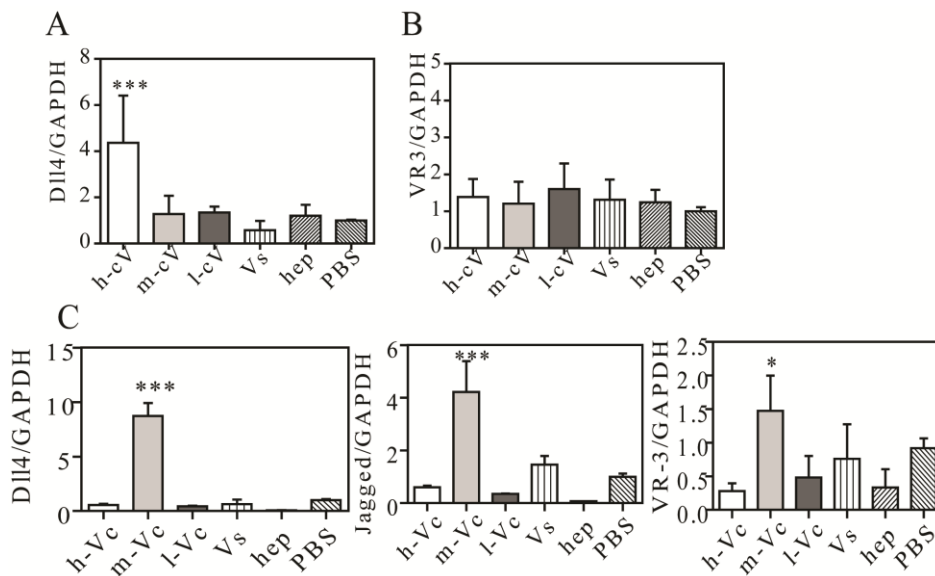 A
Dll4/GAPDH
8
6
4
2
0
***
h-cV
m-cV
l-cV
Vs
hep
PBS
B
VR3/GAPDH
5
4
3
2
1
0
h-cV
m-cV
l-cV
Vs
hep
PBS
C
Dll4/GAPDH
15
10
5
0
***
h-Vc
m-Vc
l-Vc
Vs
hep
PBS
Jagged/GAPDH
6
4
2
0
***
h-Vc
m-Vc
l-Vc
Vs
hep
PBS
VR-3/GAPDH
2.5
2.0
1.5
1.0
0.5
0.0
*
h-Vc
m-Vc
l-Vc
Vs
hep
PBS